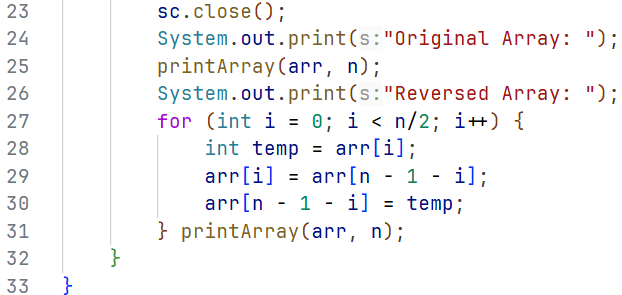 23 sc.close();
24 System.out.print(s:"Original Array: ");
25 printArray(arr, n);
26 System.out.print(s:"Reversed Array: ");
27 for (int i = 0; i < n/2; i++) {
28 int temp = arr[i];
29 arr[i] = arr[n - 1 - i];
30 arr[n - 1 - i] = temp;
31 } printArray(arr, n);
32 }
33 }